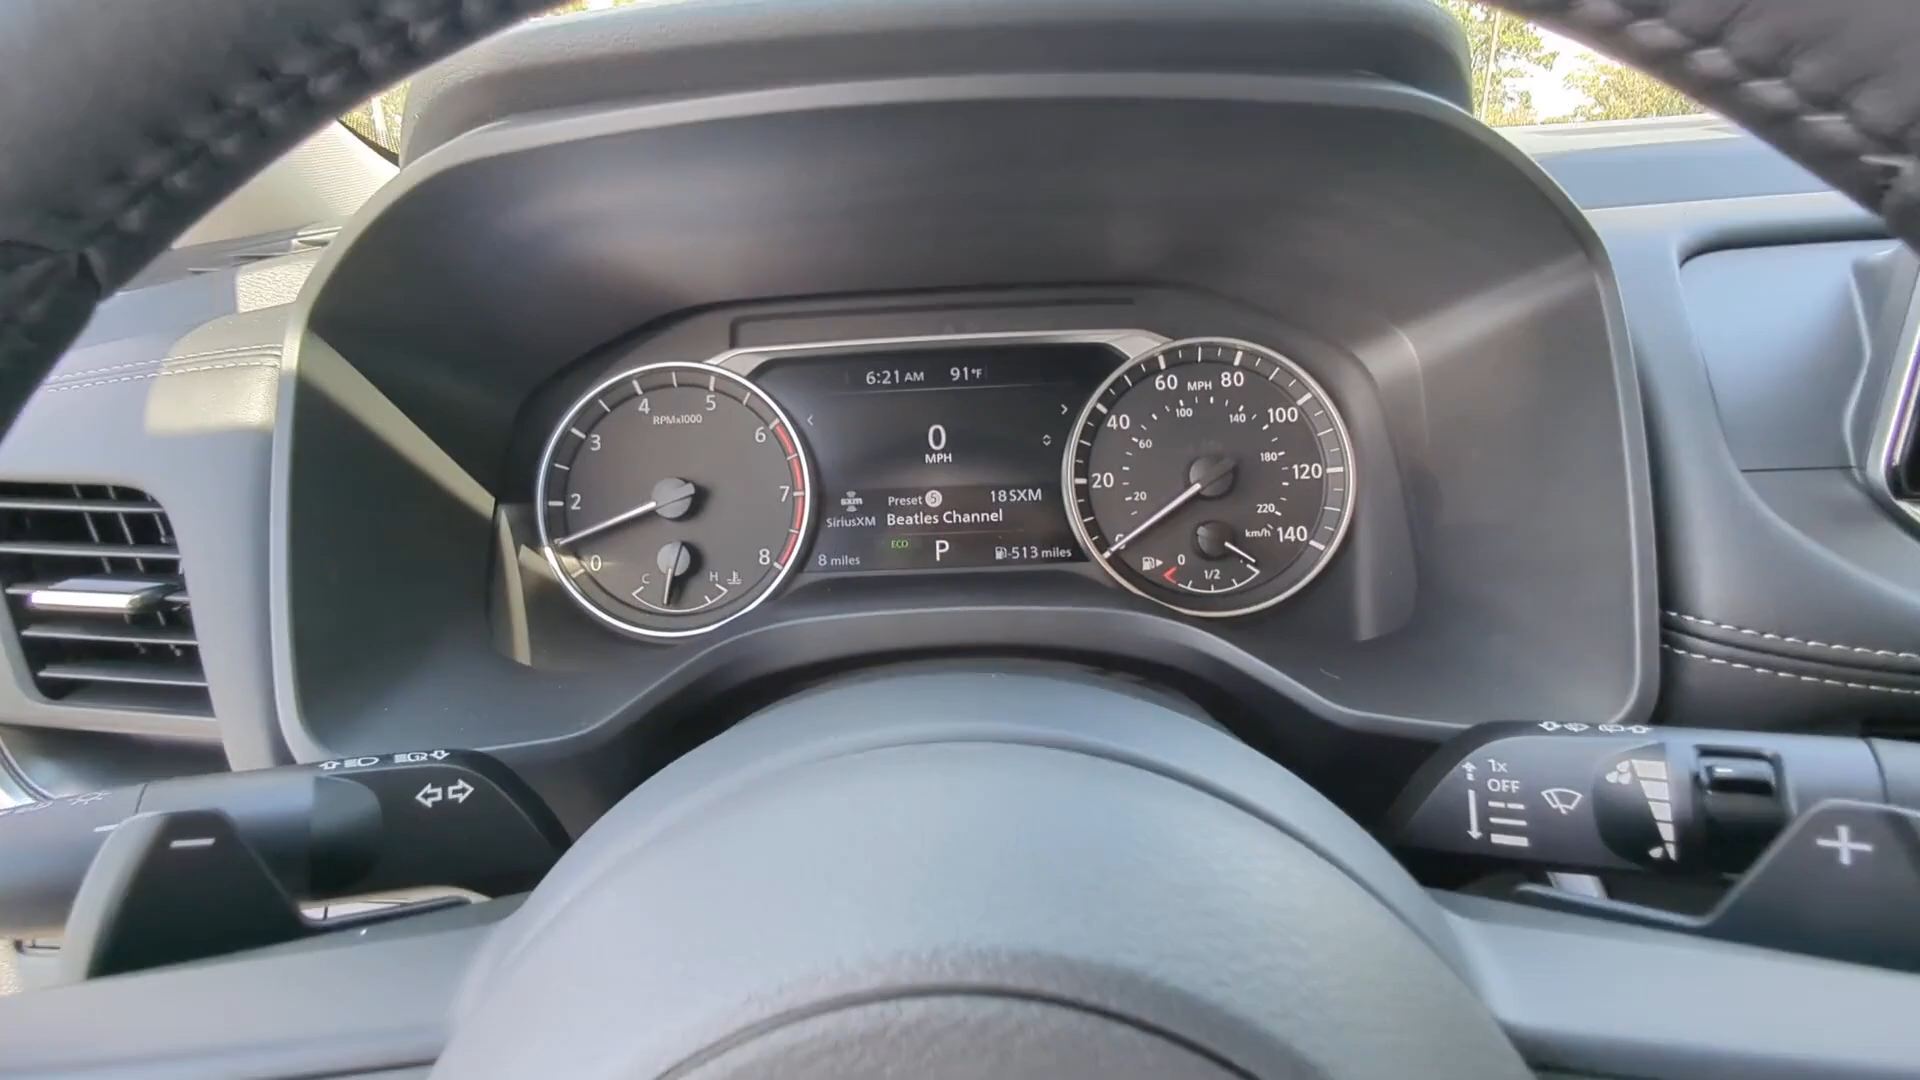 6:21 AM 91°F
0
MPH
sxm
SiriusXM
Preset 5 18 SXM
Beatles Channel
8 miles
ECO
P
513 miles
0
2
3
4
5
6
7
8
RPMx1000
C H
20
40
60
80
100
120
140
MPH
20
60
100
140
180
220
km/h
0
1/2
1x
OFF
−
+